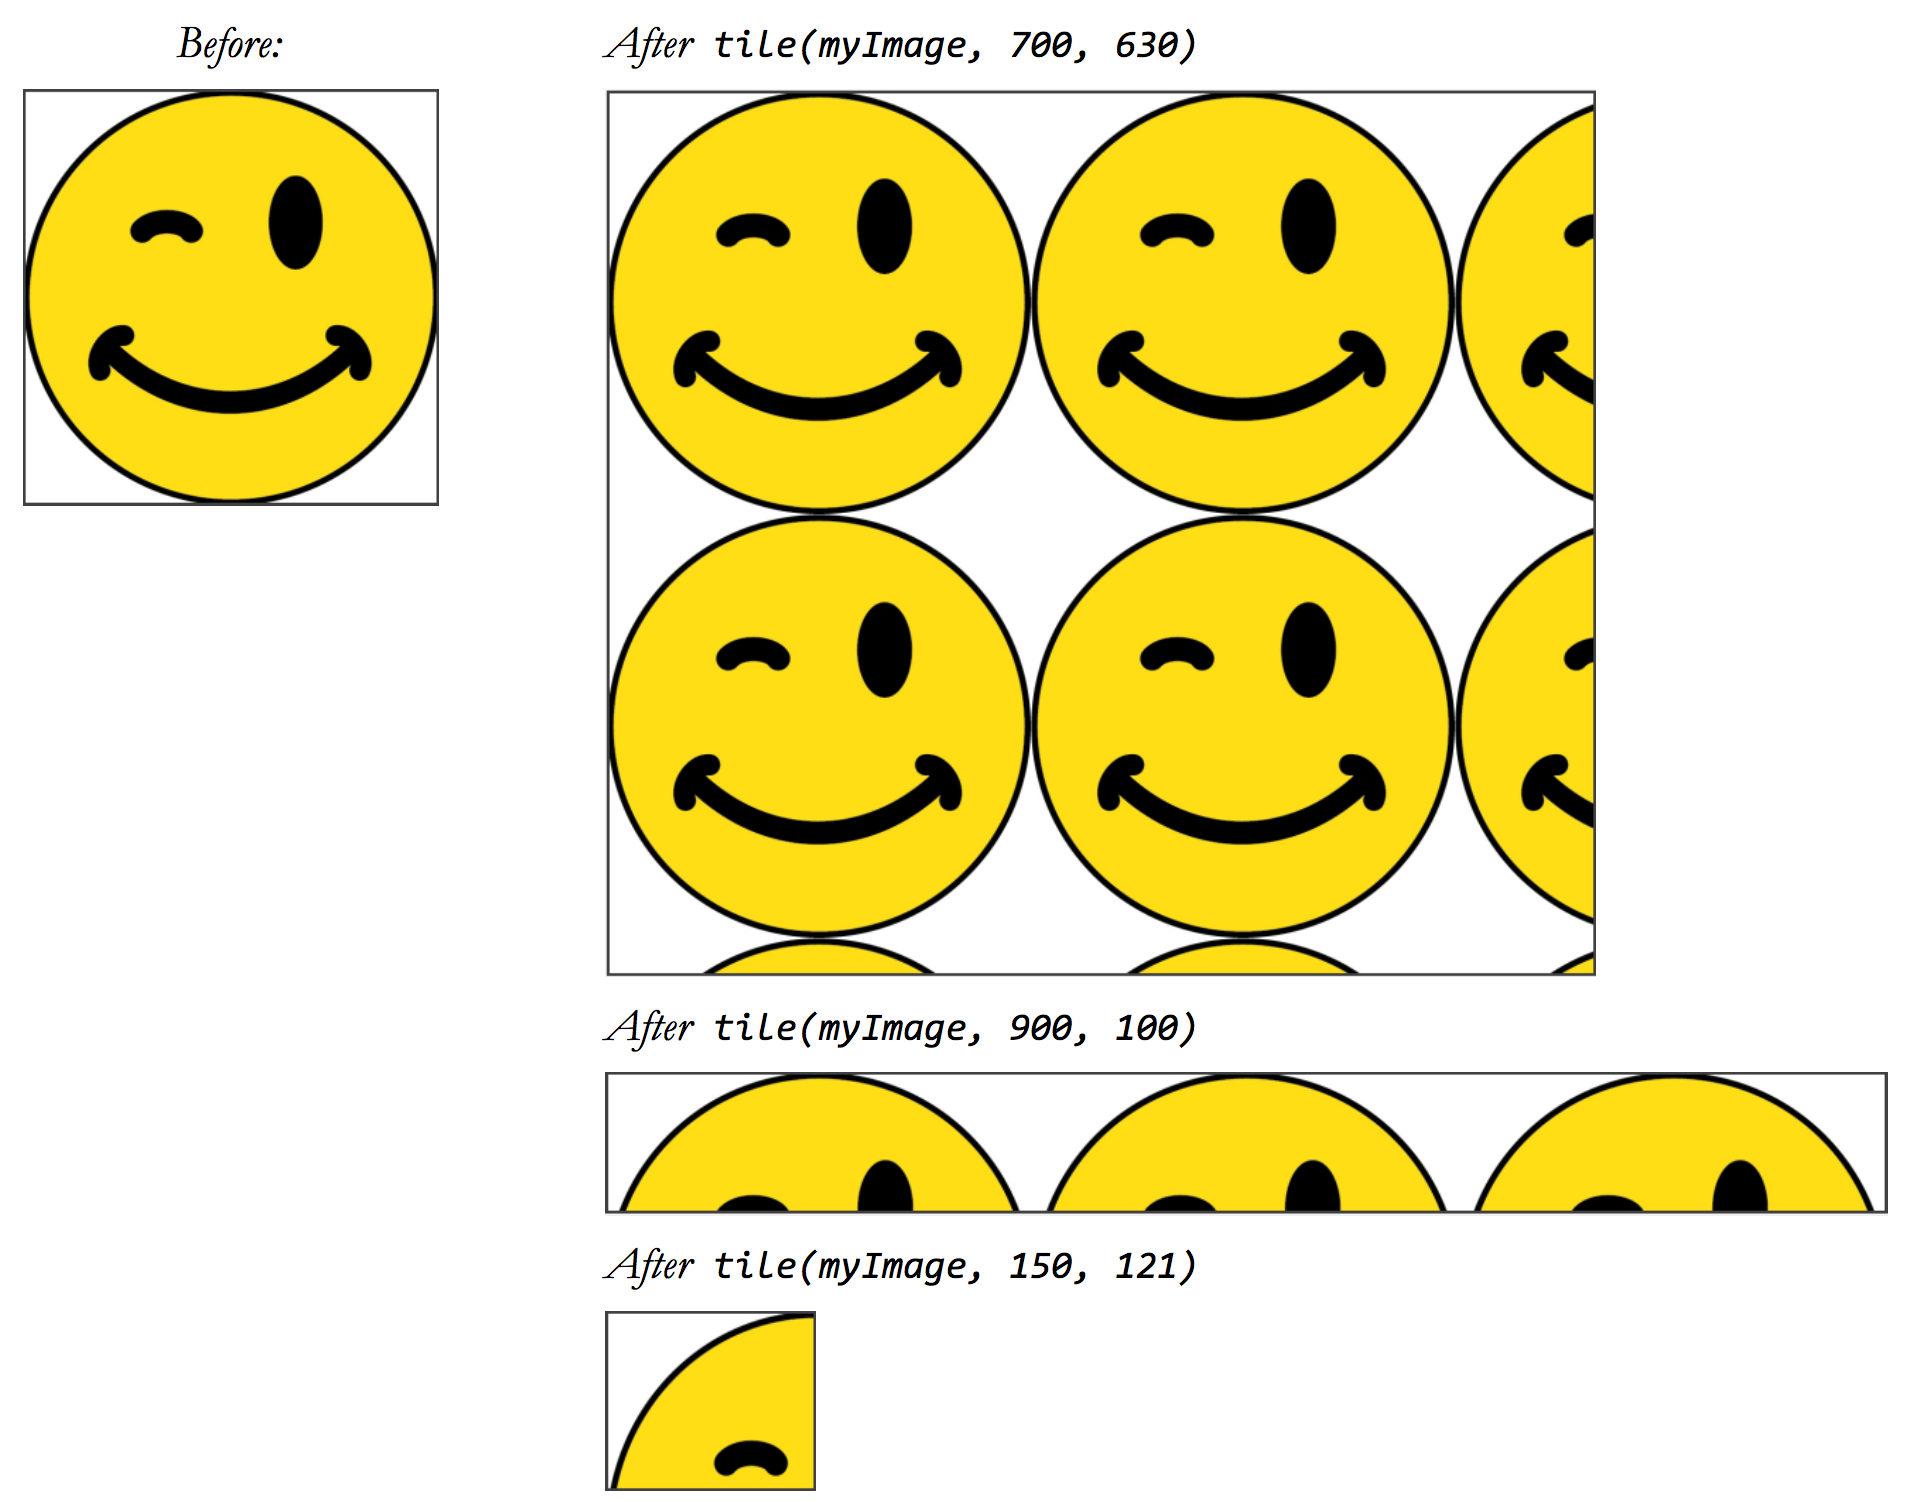 Before:
After tile(myImage, 700, 630)
After tile(myImage, 900, 100)
After tile(myImage, 150, 121)